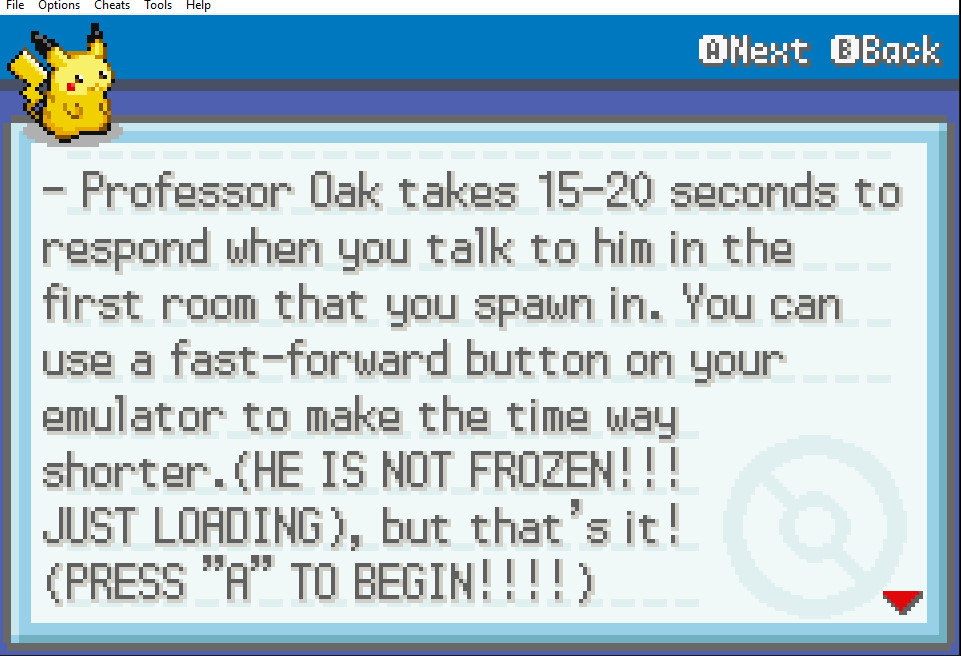 File Options Cheats Tools Help
ⒶNext ⒷBack
- Professor Oak takes 15-20 seconds to
respond when you talk to him in the
first room that you spawn in. You can
use a fast-forward button on your
emulator to make the time way
shorter.(HE IS NOT FROZEN!!!
JUST LOADING), but that's it!
(PRESS "A" TO BEGIN!!!!)